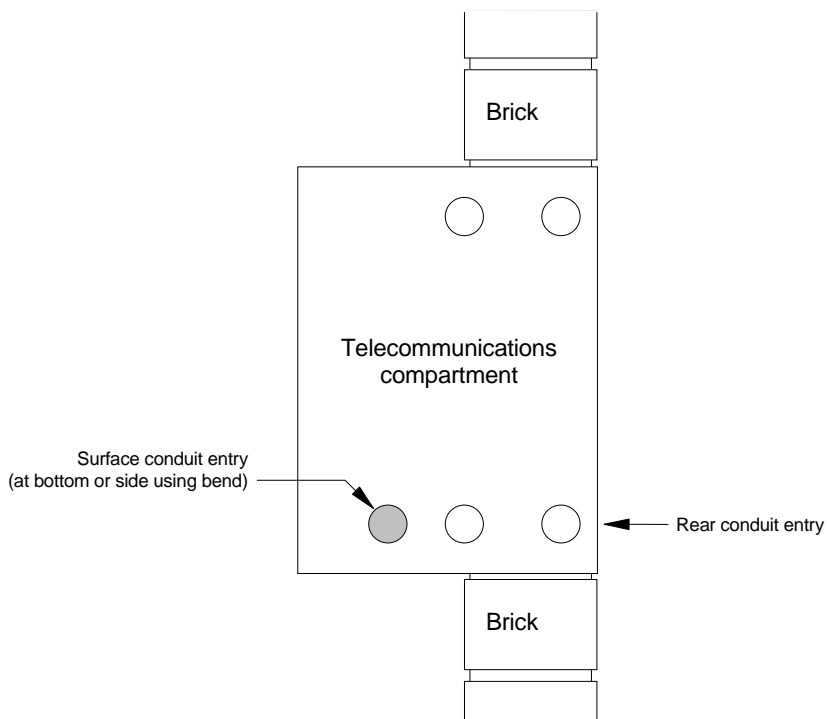 Brick
Telecommunications
compartment
Surface conduit entry
(at bottom or side using bend)
Rear conduit entry
Brick